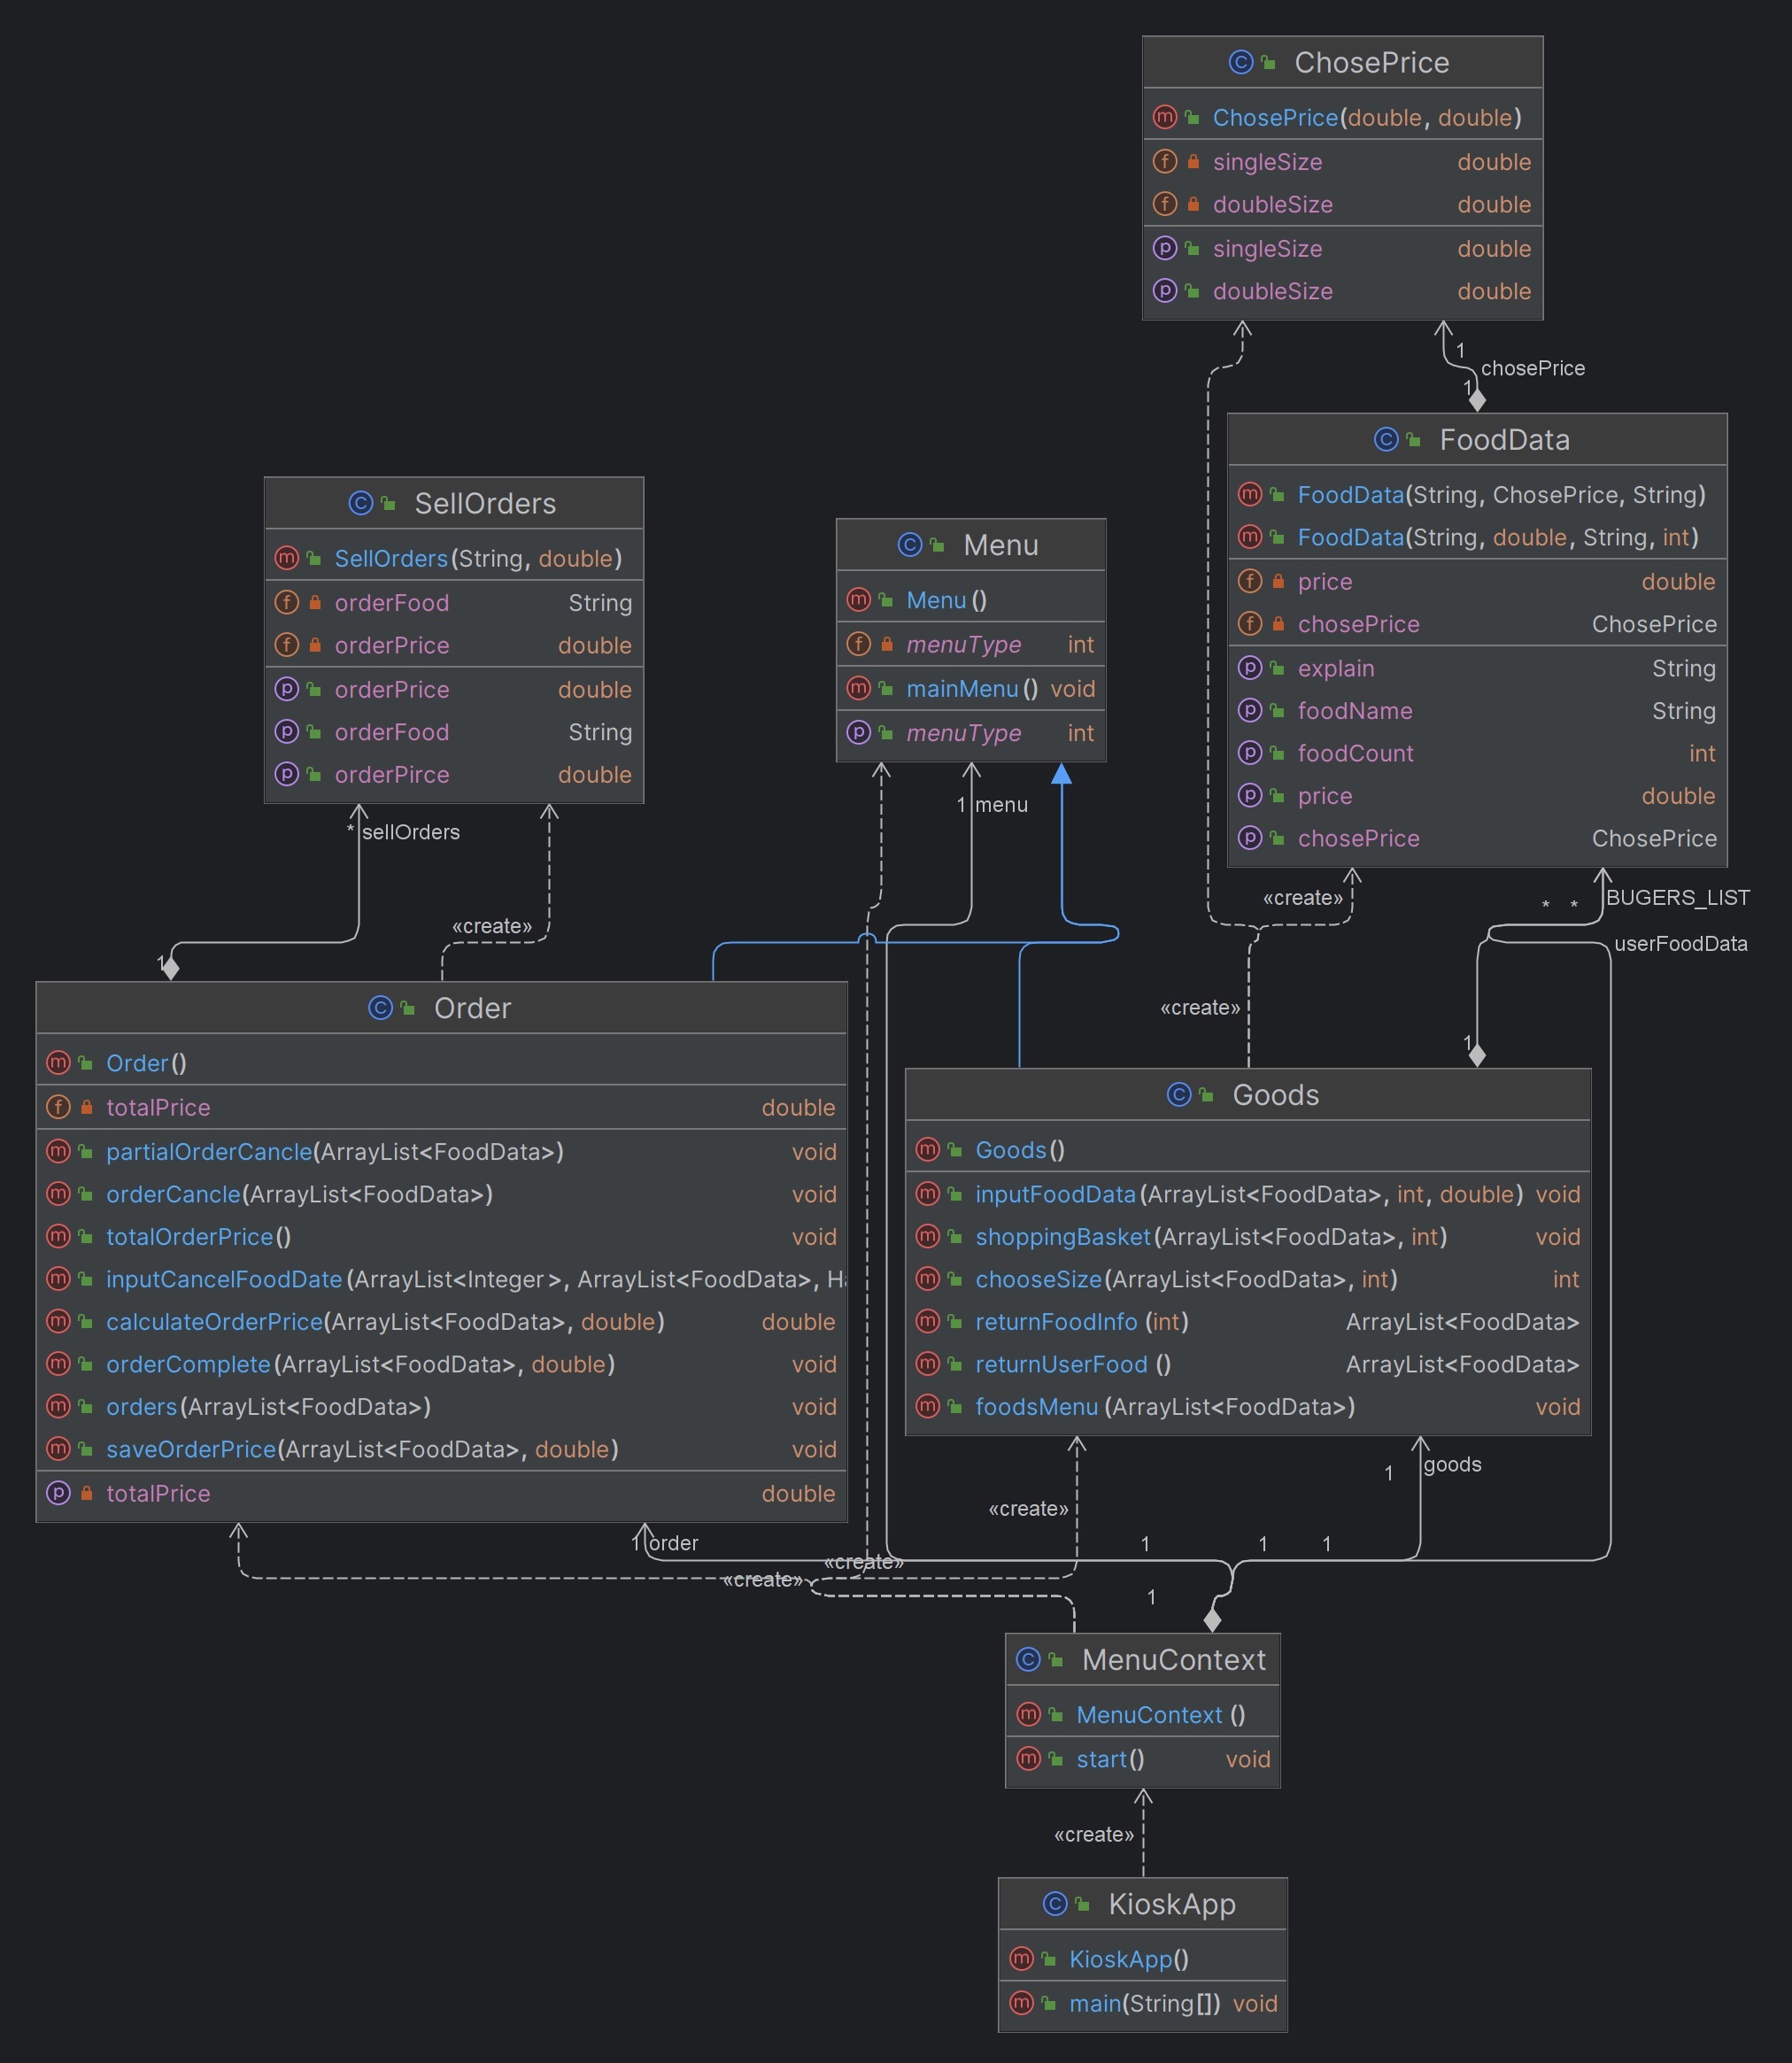 ChosePrice
ChosePrice(double, double)
singleSize double
doubleSize double
singleSize double
doubleSize double
1
chosePrice
1
FoodData
FoodData(String, ChosePrice, String)
FoodData(String, double, String, int)
price double
chosePrice ChosePrice
explain String
foodName String
foodCount int
price double
chosePrice ChosePrice
SellOrders
SellOrders(String, double)
orderFood String
orderPrice double
orderPrice double
orderFood String
orderPirce double
Menu
Menu()
menuType int
mainMenu() void
menuType int
1 menu
* sellOrders
«create»
1
«create»
* * BUGERS_LIST
userFoodData
«create»
1
Order
Order()
totalPrice double
partialOrderCancle(ArrayList<FoodData>) void
orderCancle(ArrayList<FoodData>) void
totalOrderPrice() void
inputCancelFoodDate(ArrayList<Integer>, ArrayList<FoodData>, Ha
calculateOrderPrice(ArrayList<FoodData>, double) double
orderComplete(ArrayList<FoodData>, double) void
orders(ArrayList<FoodData>) void
saveOrderPrice(ArrayList<FoodData>, double) void
totalPrice double
Goods
Goods()
inputFoodData(ArrayList<FoodData>, int, double) void
shoppingBasket(ArrayList<FoodData>, int) void
chooseSize(ArrayList<FoodData>, int) int
returnFoodInfo(int) ArrayList<FoodData>
returnUserFood() ArrayList<FoodData>
foodsMenu(ArrayList<FoodData>) void
1 goods
«create»
1 order
1 1 1
«create»
«create»
1
MenuContext
MenuContext()
start() void
«create»
KioskApp
KioskApp()
main(String[]) void